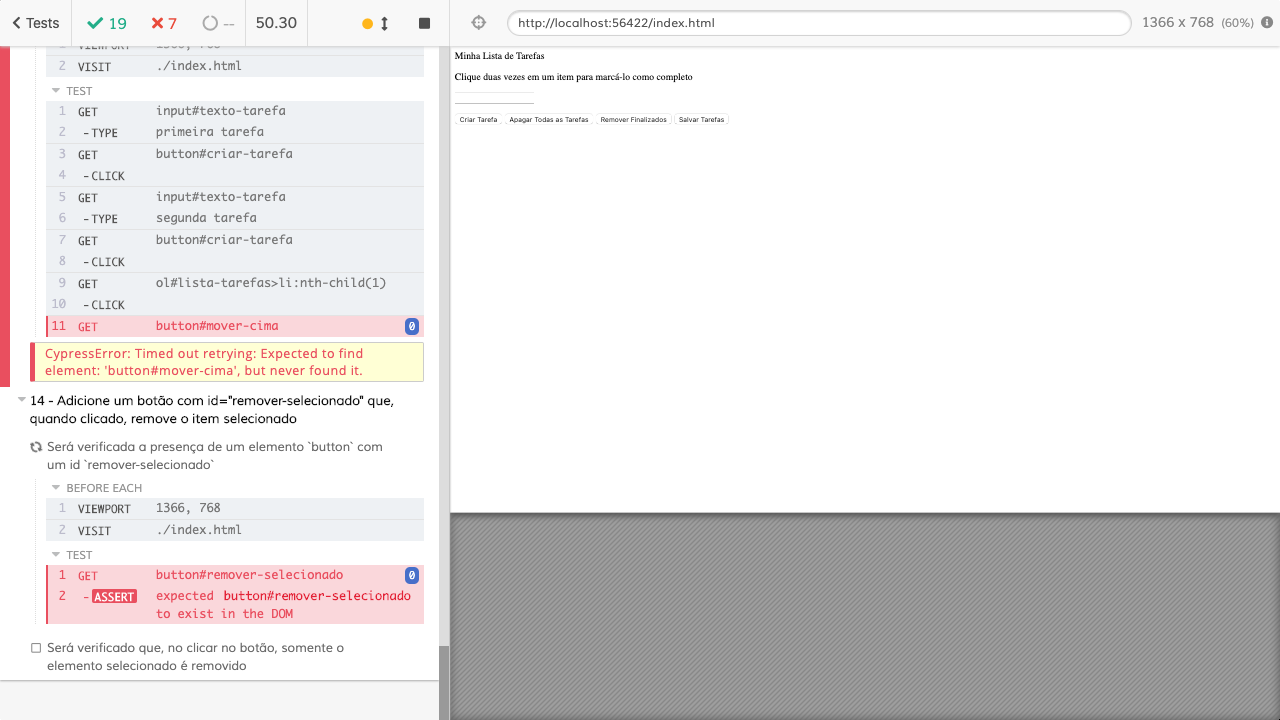 Tests 19 7 -- 50.30
http://localhost:56422/index.html 1366 x 768 (60%)
1 VIEWPORT 1366, 768
2 VISIT ./index.html
TEST
1 GET input#texto-tarefa
2 -TYPE primeira tarefa
3 GET button#criar-tarefa
4 -CLICK
5 GET input#texto-tarefa
6 -TYPE segunda tarefa
7 GET button#criar-tarefa
8 -CLICK
9 GET ol#lista-tarefas>li:nth-child(1)
10 -CLICK
11 GET button#mover-cima 0
CypressError: Timed out retrying: Expected to find
element: 'button#mover-cima', but never found it.
14 - Adicione um botão com id="remover-selecionado" que,
quando clicado, remove o item selecionado
Será verificada a presença de um elemento `button` com
um id `remover-selecionado`
BEFORE EACH
1 VIEWPORT 1366, 768
2 VISIT ./index.html
TEST
1 GET button#remover-selecionado 0
2 -ASSERT expected button#remover-selecionado
to exist in the DOM
Será verificado que, no clicar no botão, somente o
elemento selecionado é removido
Minha Lista de Tarefas
Clique duas vezes em um item para marcá-lo como completo
Criar Tarefa Apagar Todas as Tarefas Remover Finalizados Salvar Tarefas